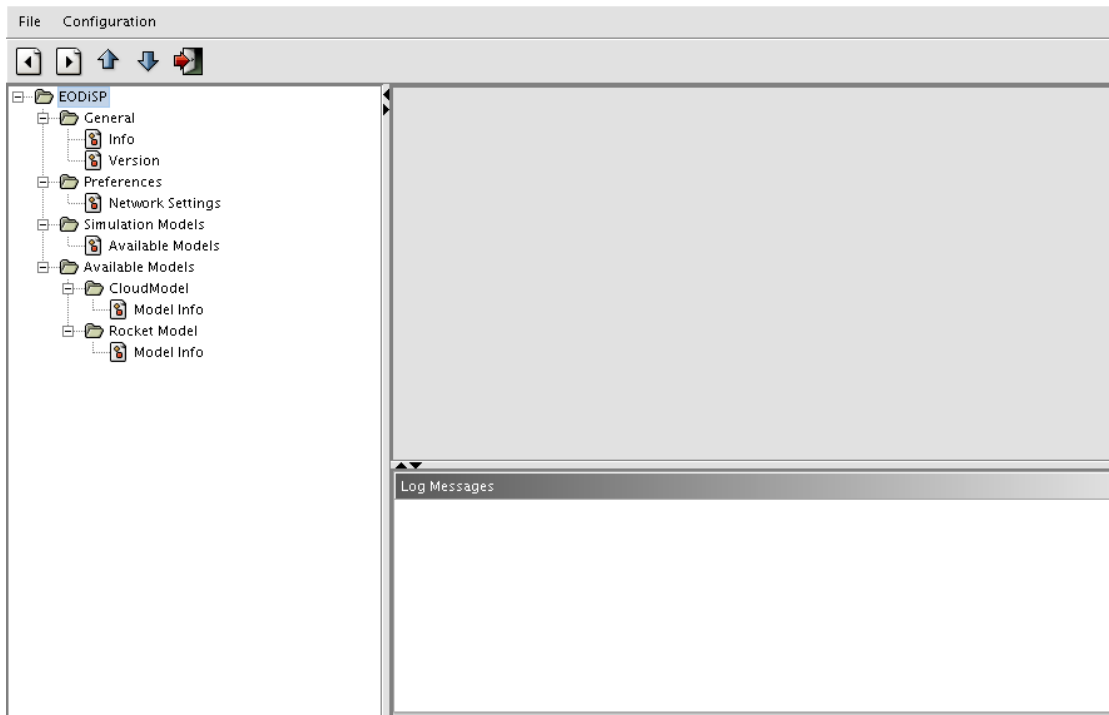 File Configuration
EODiSP
General
Info
Version
Preferences
Network Settings
Simulation Models
Available Models
Available Models
CloudModel
Model Info
Rocket Model
Model Info
Log Messages